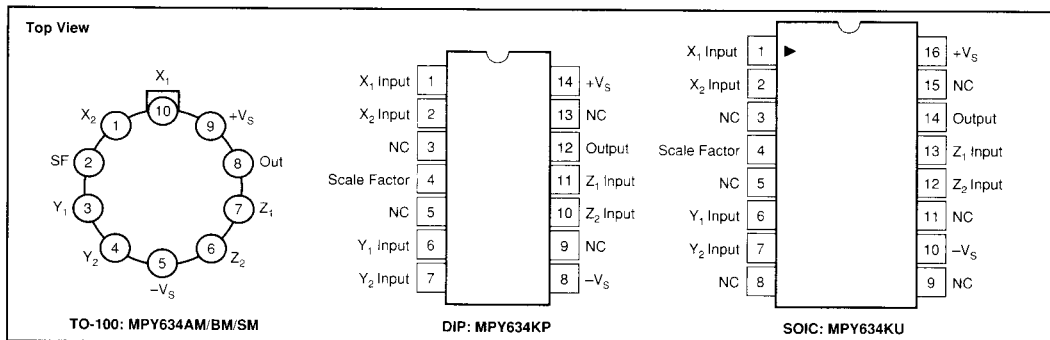 Top View
X1
10
X2
1
9
+VS
SF
2
8
Out
Y1
3
7
Z1
Y2
4
6
Z2
5
–VS
TO-100: MPY634AM/BM/SM
X1 Input 1 14 +VS
X2 Input 2 13 NC
NC 3 12 Output
Scale Factor 4 11 Z1 Input
NC 5 10 Z2 Input
Y1 Input 6 9 NC
Y2 Input 7 8 –VS
DIP: MPY634KP
X1 Input 1 16 +VS
X2 Input 2 15 NC
NC 3 14 Output
Scale Factor 4 13 Z1 Input
NC 5 12 Z2 Input
Y1 Input 6 11 NC
Y2 Input 7 10 –VS
NC 8 9 NC
SOIC: MPY634KU